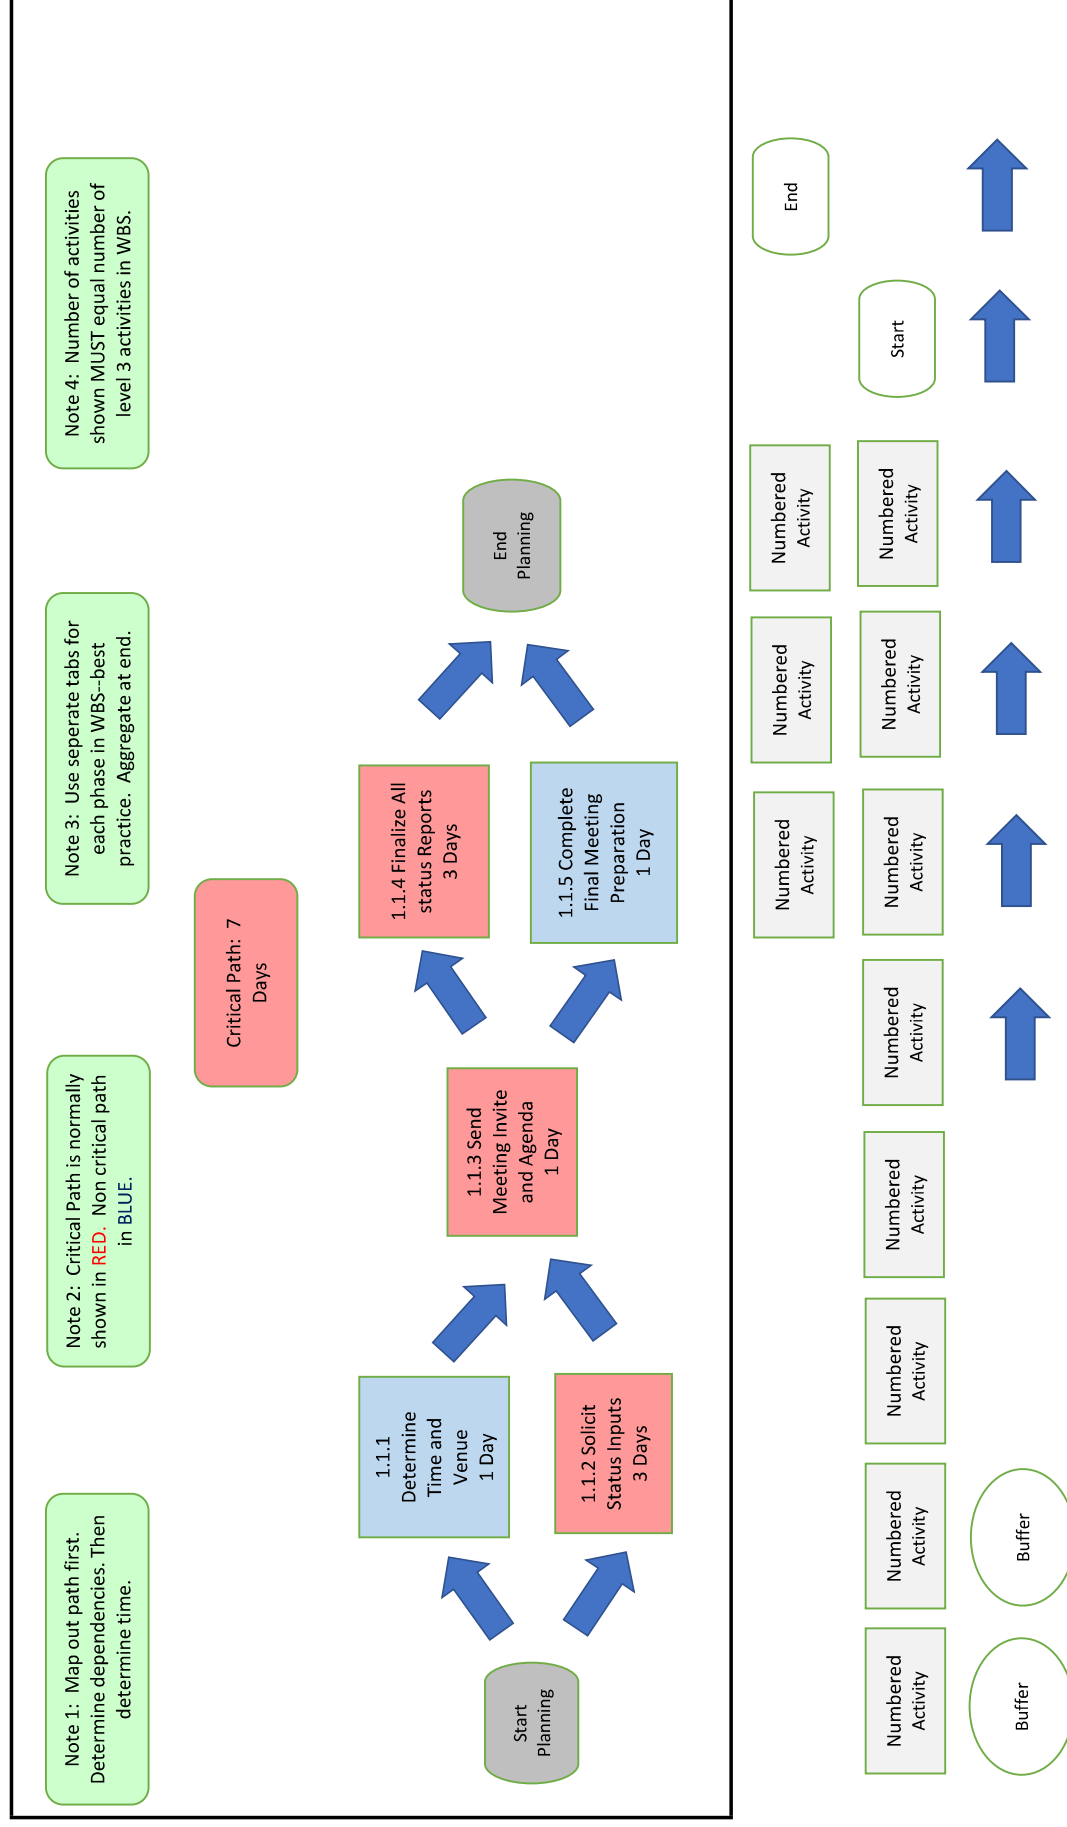 Note 1:  Map out path first.
Determine dependencies. Then
determine time.
Note 2:  Critical Path is normally
shown in RED.  Non critical path
in BLUE.
Note 3:  Use seperate tabs for
each phase in WBS--best
practice.  Aggregate at end.
Note 4:  Number of activities
shown MUST equal number of
level 3 activities in WBS.
Critical Path:  7
Days
Start
Planning
1.1.1
Determine
Time and
Venue
1 Day
1.1.2 Solicit
Status Inputs
3 Days
1.1.3 Send
Meeting Invite
and Agenda
1 Day
1.1.4 Finalize All
status Reports
3 Days
1.1.5 Complete
Final Meeting
Preparation
1 Day
End
Planning
Numbered
Activity
Numbered
Activity
Numbered
Activity
End
Numbered
Activity
Numbered
Activity
Numbered
Activity
Numbered
Activity
Numbered
Activity
Numbered
Activity
Numbered
Activity
Numbered
Activity
Start
Buffer
Buffer